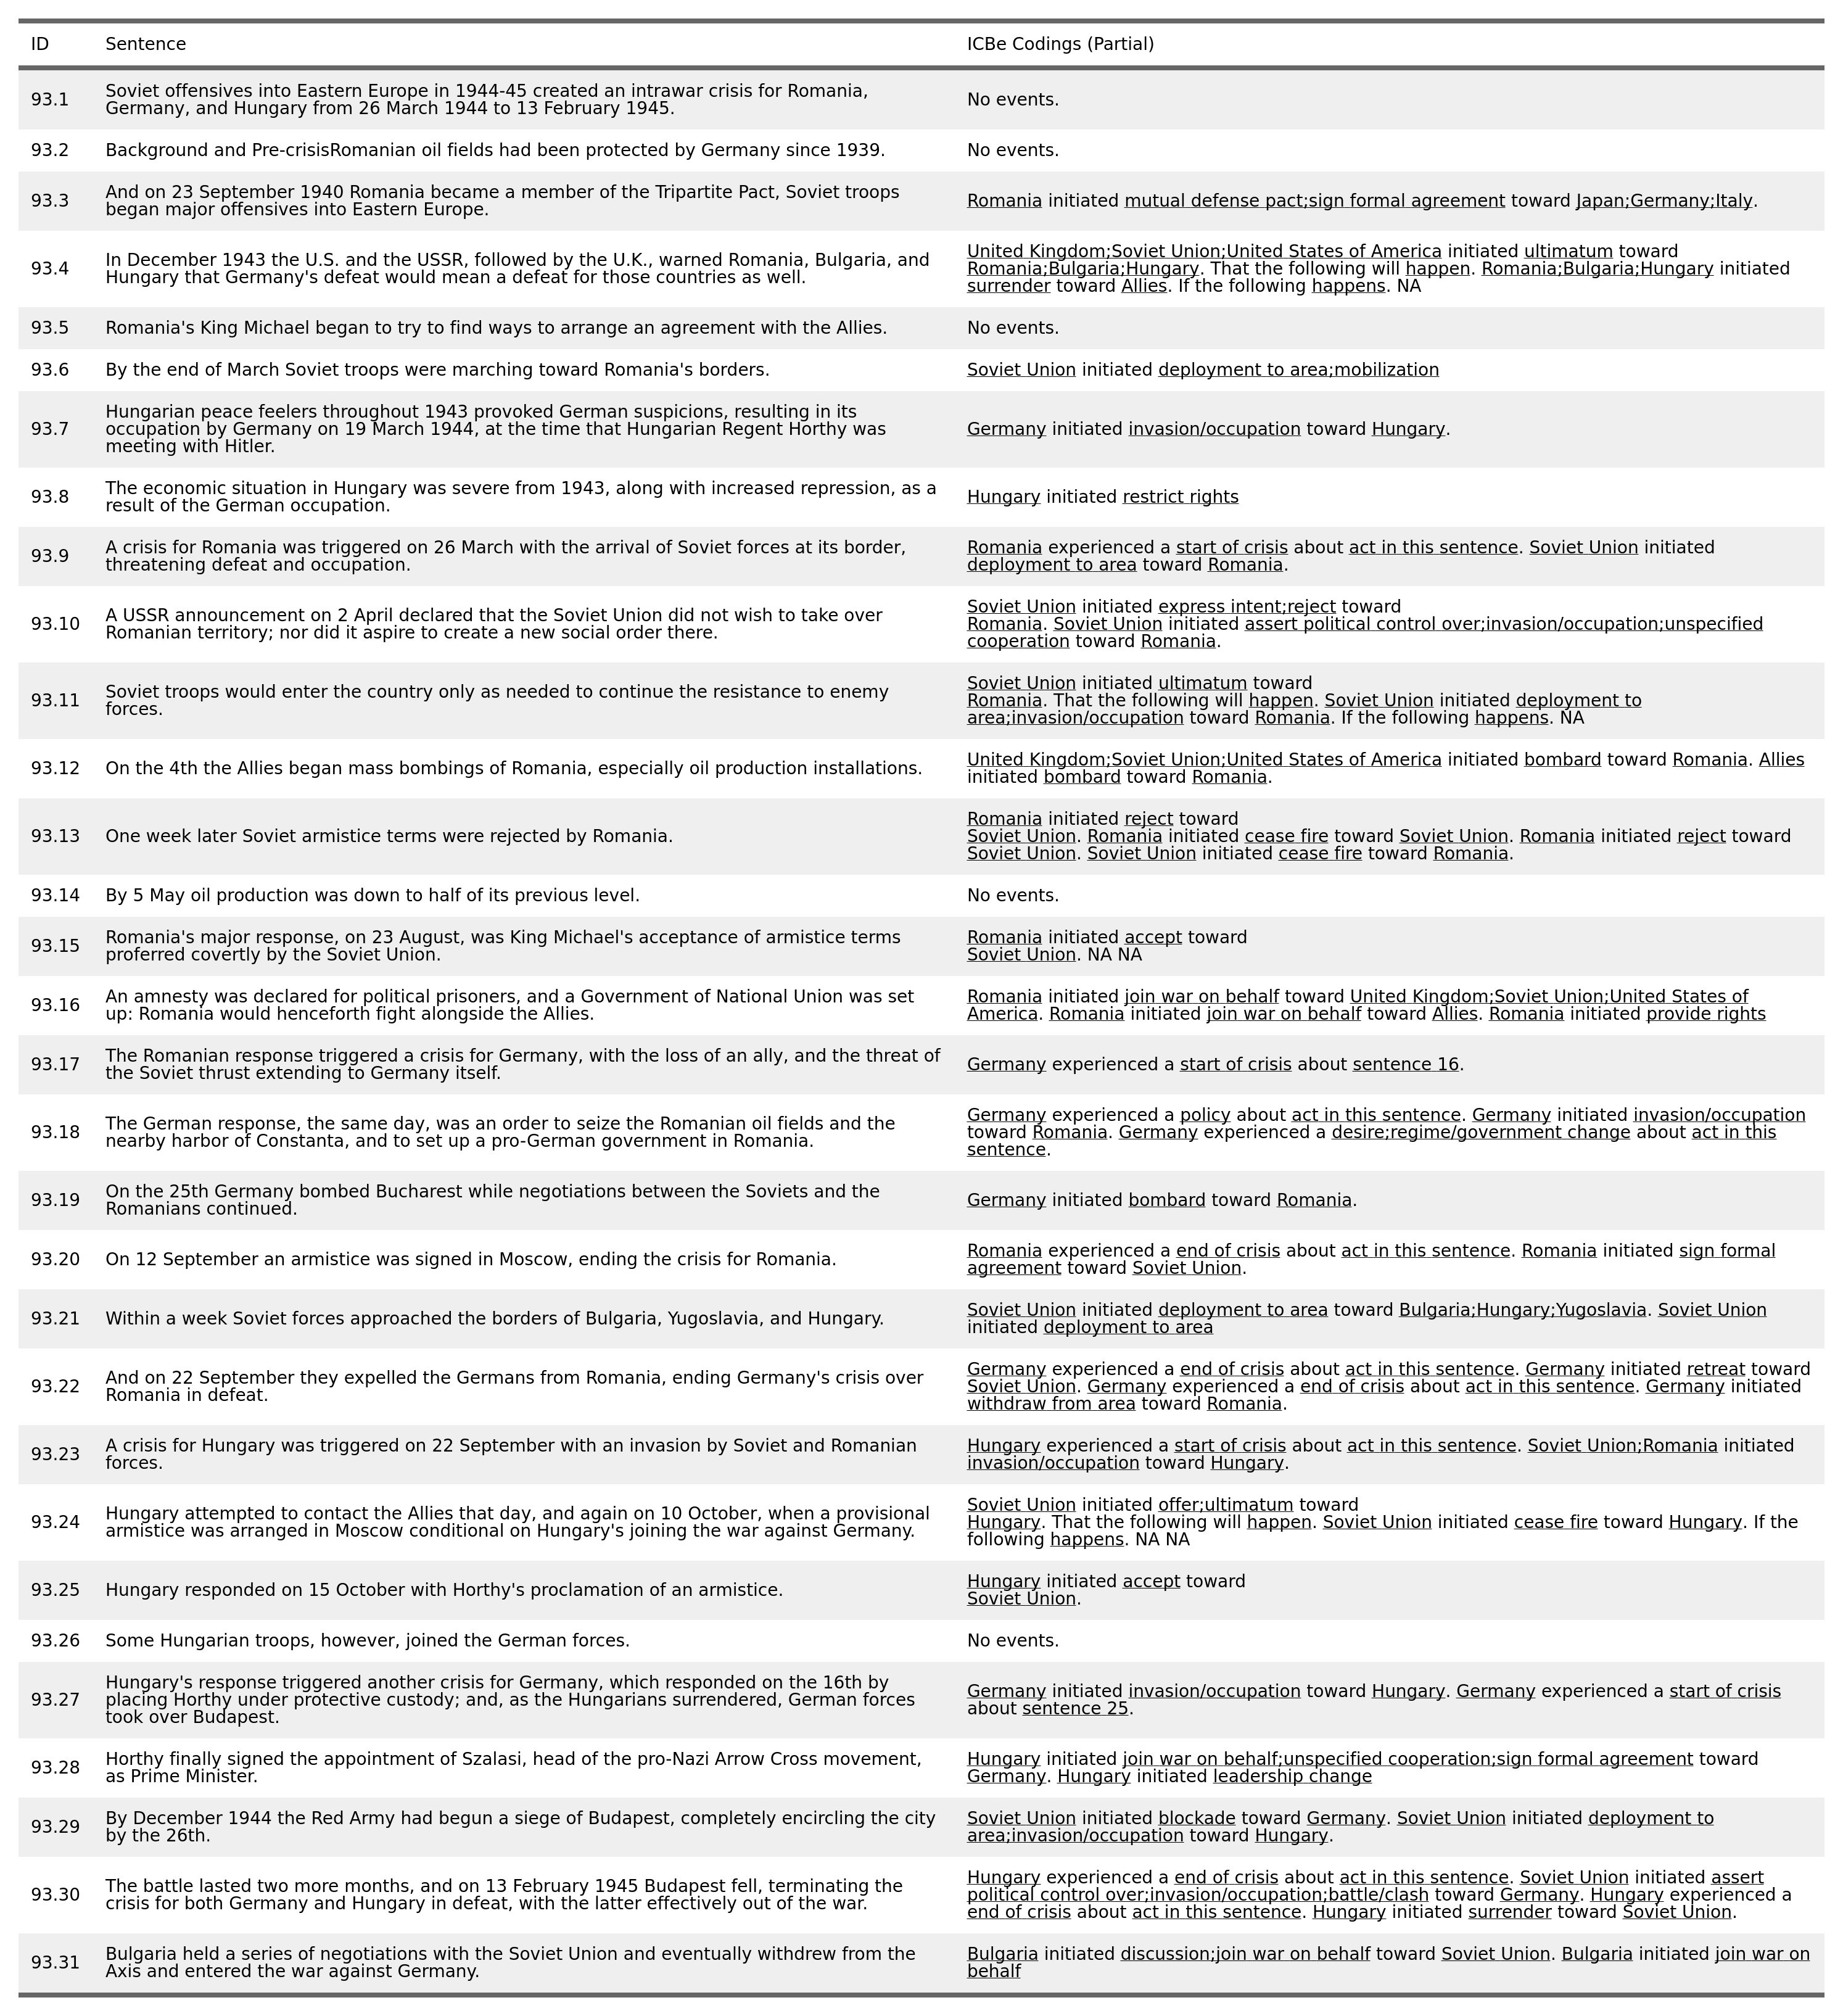 ID Sentence ICBe Codings (Partial)
93.1 Soviet offensives into Eastern Europe in 1944-45 created an intrawar crisis for Romania,
Germany, and Hungary from 26 March 1944 to 13 February 1945.
No events.
93.2 Background and Pre-crisisRomanian oil fields had been protected by Germany since 1939.
No events.
93.3 And on 23 September 1940 Romania became a member of the Tripartite Pact, Soviet troops
began major offensives into Eastern Europe.
Romania initiated mutual defense pact;sign formal agreement toward Japan;Germany;Italy.
93.4 In December 1943 the U.S. and the USSR, followed by the U.K., warned Romania, Bulgaria, and
Hungary that Germany's defeat would mean a defeat for those countries as well.
United Kingdom;Soviet Union;United States of America initiated ultimatum toward
Romania;Bulgaria;Hungary. That the following will happen. Romania;Bulgaria;Hungary initiated
surrender toward Allies. If the following happens. NA
93.5 Romania's King Michael began to try to find ways to arrange an agreement with the Allies.
No events.
93.6 By the end of March Soviet troops were marching toward Romania's borders.
Soviet Union initiated deployment to area;mobilization
93.7 Hungarian peace feelers throughout 1943 provoked German suspicions, resulting in its
occupation by Germany on 19 March 1944, at the time that Hungarian Regent Horthy was
meeting with Hitler.
Germany initiated invasion/occupation toward Hungary.
93.8 The economic situation in Hungary was severe from 1943, along with increased repression, as a
result of the German occupation.
Hungary initiated restrict rights
93.9 A crisis for Romania was triggered on 26 March with the arrival of Soviet forces at its border,
threatening defeat and occupation.
Romania experienced a start of crisis about act in this sentence. Soviet Union initiated
deployment to area toward Romania.
93.10 A USSR announcement on 2 April declared that the Soviet Union did not wish to take over
Romanian territory; nor did it aspire to create a new social order there.
Soviet Union initiated express intent;reject toward
Romania. Soviet Union initiated assert political control over;invasion/occupation;unspecified
cooperation toward Romania.
93.11 Soviet troops would enter the country only as needed to continue the resistance to enemy
forces.
Soviet Union initiated ultimatum toward
Romania. That the following will happen. Soviet Union initiated deployment to
area;invasion/occupation toward Romania. If the following happens. NA
93.12 On the 4th the Allies began mass bombings of Romania, especially oil production installations.
United Kingdom;Soviet Union;United States of America initiated bombard toward Romania. Allies
initiated bombard toward Romania.
93.13 One week later Soviet armistice terms were rejected by Romania.
Romania initiated reject toward
Soviet Union. Romania initiated cease fire toward Soviet Union. Romania initiated reject toward
Soviet Union. Soviet Union initiated cease fire toward Romania.
93.14 By 5 May oil production was down to half of its previous level.
No events.
93.15 Romania's major response, on 23 August, was King Michael's acceptance of armistice terms
proferred covertly by the Soviet Union.
Romania initiated accept toward
Soviet Union. NA NA
93.16 An amnesty was declared for political prisoners, and a Government of National Union was set
up: Romania would henceforth fight alongside the Allies.
Romania initiated join war on behalf toward United Kingdom;Soviet Union;United States of
America. Romania initiated join war on behalf toward Allies. Romania initiated provide rights
93.17 The Romanian response triggered a crisis for Germany, with the loss of an ally, and the threat of
the Soviet thrust extending to Germany itself.
Germany experienced a start of crisis about sentence 16.
93.18 The German response, the same day, was an order to seize the Romanian oil fields and the
nearby harbor of Constanta, and to set up a pro-German government in Romania.
Germany experienced a policy about act in this sentence. Germany initiated invasion/occupation
toward Romania. Germany experienced a desire;regime/government change about act in this
sentence.
93.19 On the 25th Germany bombed Bucharest while negotiations between the Soviets and the
Romanians continued.
Germany initiated bombard toward Romania.
93.20 On 12 September an armistice was signed in Moscow, ending the crisis for Romania.
Romania experienced a end of crisis about act in this sentence. Romania initiated sign formal
agreement toward Soviet Union.
93.21 Within a week Soviet forces approached the borders of Bulgaria, Yugoslavia, and Hungary.
Soviet Union initiated deployment to area toward Bulgaria;Hungary;Yugoslavia. Soviet Union
initiated deployment to area
93.22 And on 22 September they expelled the Germans from Romania, ending Germany's crisis over
Romania in defeat.
Germany experienced a end of crisis about act in this sentence. Germany initiated retreat toward
Soviet Union. Germany experienced a end of crisis about act in this sentence. Germany initiated
withdraw from area toward Romania.
93.23 A crisis for Hungary was triggered on 22 September with an invasion by Soviet and Romanian
forces.
Hungary experienced a start of crisis about act in this sentence. Soviet Union;Romania initiated
invasion/occupation toward Hungary.
93.24 Hungary attempted to contact the Allies that day, and again on 10 October, when a provisional
armistice was arranged in Moscow conditional on Hungary's joining the war against Germany.
Soviet Union initiated offer;ultimatum toward
Hungary. That the following will happen. Soviet Union initiated cease fire toward Hungary. If the
following happens. NA NA
93.25 Hungary responded on 15 October with Horthy's proclamation of an armistice.
Hungary initiated accept toward
Soviet Union.
93.26 Some Hungarian troops, however, joined the German forces.
No events.
93.27 Hungary's response triggered another crisis for Germany, which responded on the 16th by
placing Horthy under protective custody; and, as the Hungarians surrendered, German forces
took over Budapest.
Germany initiated invasion/occupation toward Hungary. Germany experienced a start of crisis
about sentence 25.
93.28 Horthy finally signed the appointment of Szalasi, head of the pro-Nazi Arrow Cross movement,
as Prime Minister.
Hungary initiated join war on behalf;unspecified cooperation;sign formal agreement toward
Germany. Hungary initiated leadership change
93.29 By December 1944 the Red Army had begun a siege of Budapest, completely encircling the city
by the 26th.
Soviet Union initiated blockade toward Germany. Soviet Union initiated deployment to
area;invasion/occupation toward Hungary.
93.30 The battle lasted two more months, and on 13 February 1945 Budapest fell, terminating the
crisis for both Germany and Hungary in defeat, with the latter effectively out of the war.
Hungary experienced a end of crisis about act in this sentence. Soviet Union initiated assert
political control over;invasion/occupation;battle/clash toward Germany. Hungary experienced a
end of crisis about act in this sentence. Hungary initiated surrender toward Soviet Union.
93.31 Bulgaria held a series of negotiations with the Soviet Union and eventually withdrew from the
Axis and entered the war against Germany.
Bulgaria initiated discussion;join war on behalf toward Soviet Union. Bulgaria initiated join war on
behalf